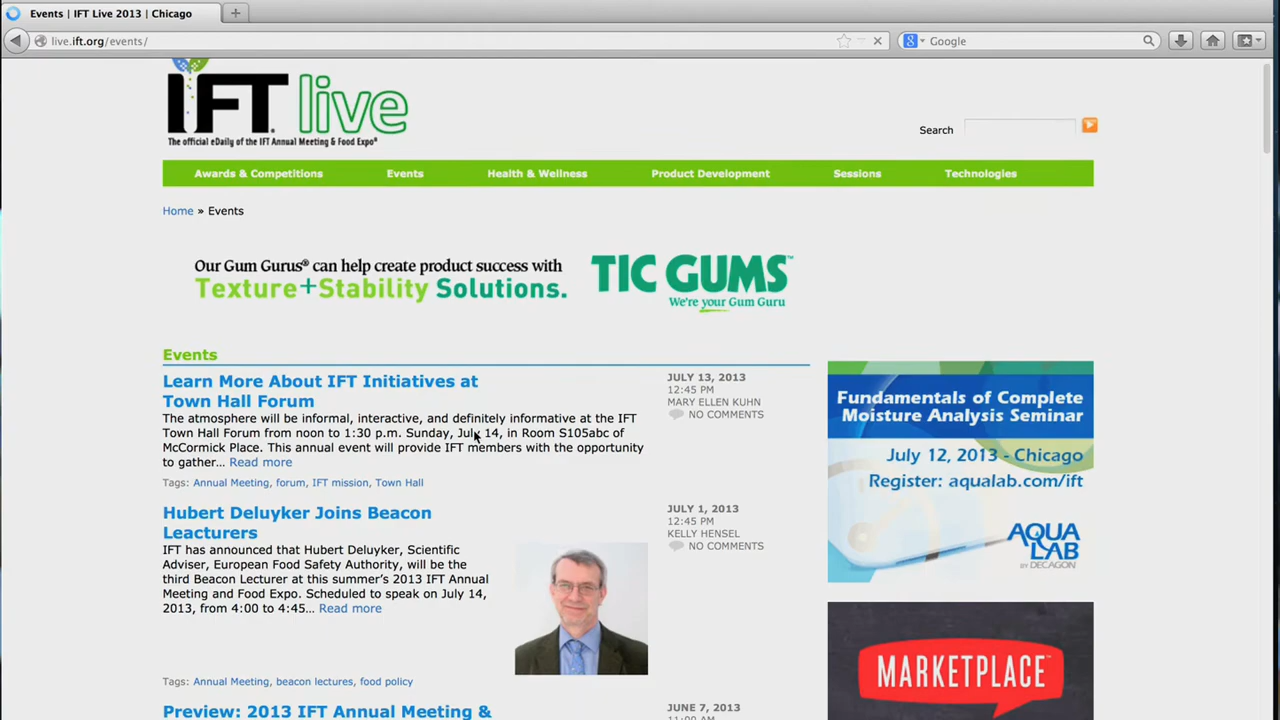 Events | IFT Live 2013 | Chicago
live.ift.org/events/
Google
IFT live
The official eDaily of the IFT Annual Meeting & Food Expo®
Search
Awards & Competitions Events Health & Wellness Product Development Sessions Technologies
Home » Events
Our Gum Gurus® can help create product success with
Texture+Stability Solutions.
TIC GUMS™
We're your Gum Guru
Events
Learn More About IFT Initiatives at
Town Hall Forum
The atmosphere will be informal, interactive, and definitely informative at the IFT
Town Hall Forum from noon to 1:30 p.m. Sunday, July 14, in Room S105abc of
McCormick Place. This annual event will provide IFT members with the opportunity
to gather... Read more
Tags: Annual Meeting, forum, IFT mission, Town Hall
JULY 13, 2013
12:45 PM
MARY ELLEN KUHN
NO COMMENTS
Hubert Deluyker Joins Beacon
Leacturers
IFT has announced that Hubert Deluyker, Scientific
Adviser, European Food Safety Authority, will be the
third Beacon Lecturer at this summer's 2013 IFT Annual
Meeting and Food Expo. Scheduled to speak on July 14,
2013, from 4:00 to 4:45... Read more
Tags: Annual Meeting, beacon lectures, food policy
JULY 1, 2013
12:45 PM
KELLY HENSEL
NO COMMENTS
Preview: 2013 IFT Annual Meeting &
JUNE 7, 2013
11:00 AM
Fundamentals of Complete
Moisture Analysis Seminar
July 12, 2013 - Chicago
Register: aqualab.com/ift
AQUA
LAB
BY DECAGON
MARKETPLACE™